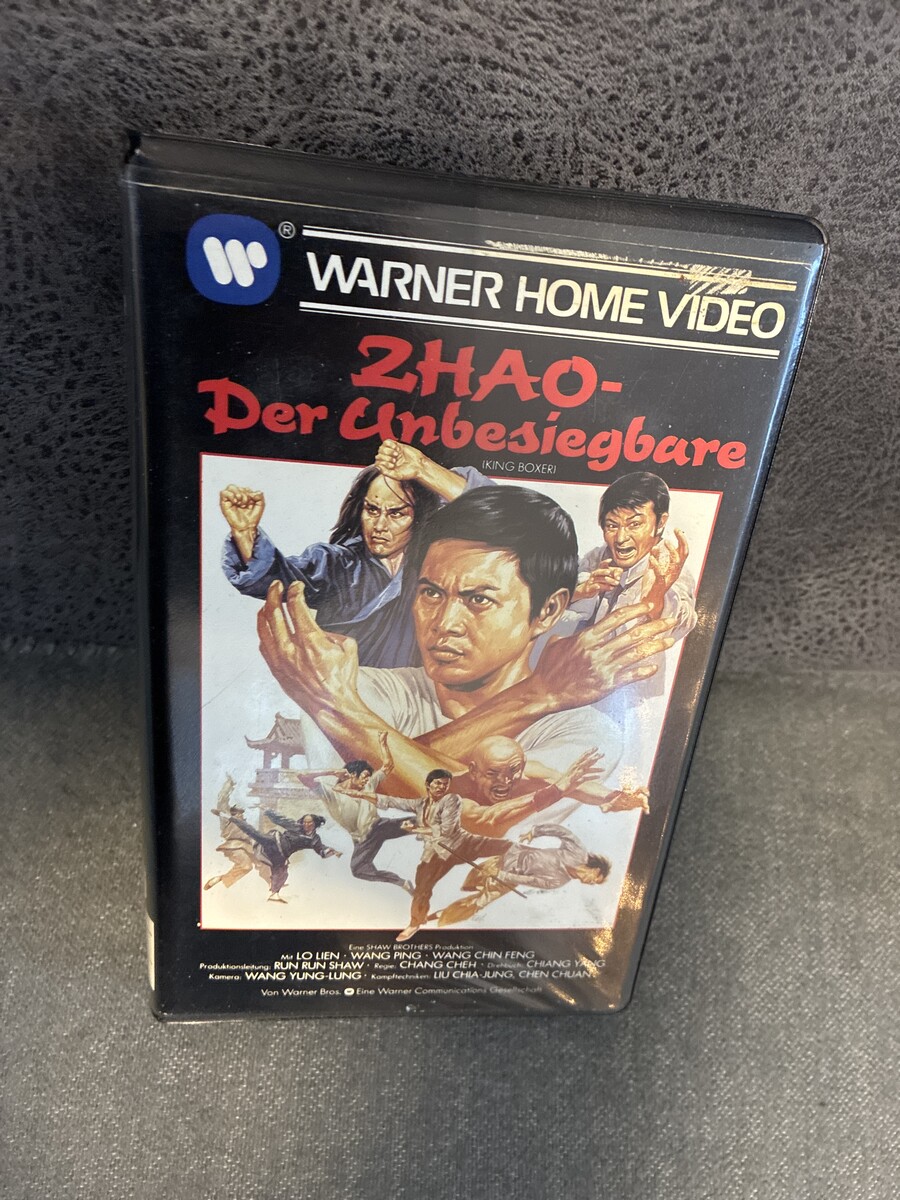 ®
WARNER HOME VIDEO
ZHAO-
Der Unbesiegbare
(KING BOXER)
Eine SHAW BROTHERS Produktion
Mit LO LIEN · WANG PING · WANG CHIN FENG
Produktionsleitung: RUN RUN SHAW · Regie: CHANG CHEH · Drehbuch: CHIANG YANG
Kamera: WANG YUNG-LUNG · Kampftechniken: LIU CHIA-JUNG, CHEN CHUAN
Von Warner Bros. Eine Warner Communications Gesellschaft